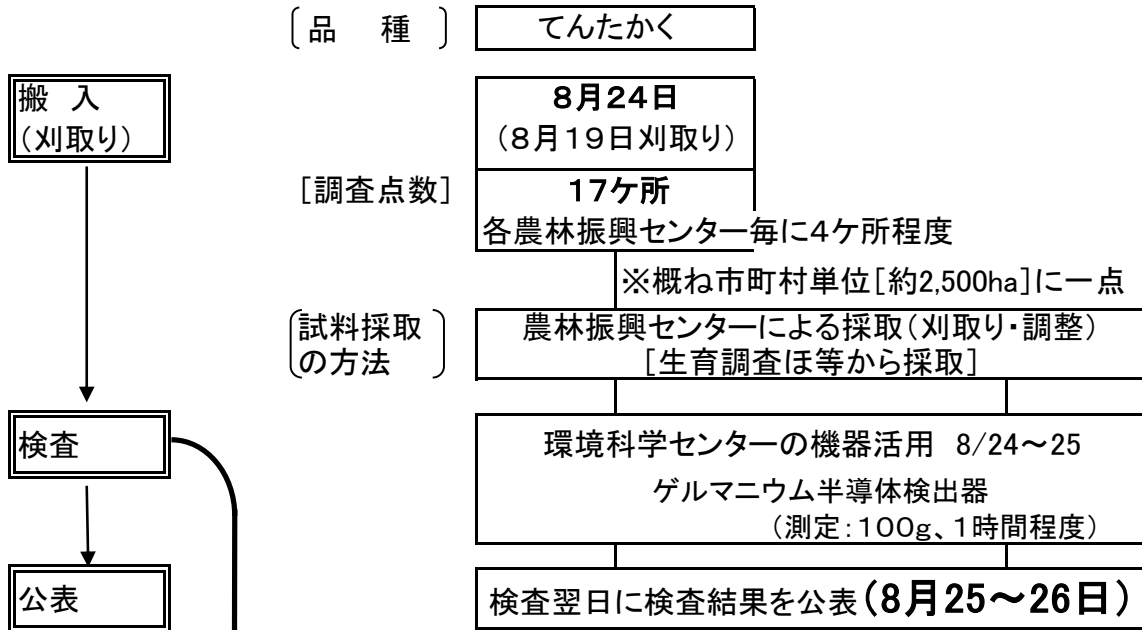 〔品　種〕 てんたかく
搬　入
(刈取り)
8月24日
(8月19日刈取り)
[調査点数] 17ケ所
各農林振興センター毎に4ケ所程度
※概ね市町村単位[約2,500ha]に一点
〔試料採取
の方法〕
農林振興センターによる採取(刈取り・調整)
[生育調査ほ等から採取]
検査
環境科学センターの機器活用 8/24～25
ゲルマニウム半導体検出器
(測定:100g、1時間程度)
公表
検査翌日に検査結果を公表(8月25～26日)